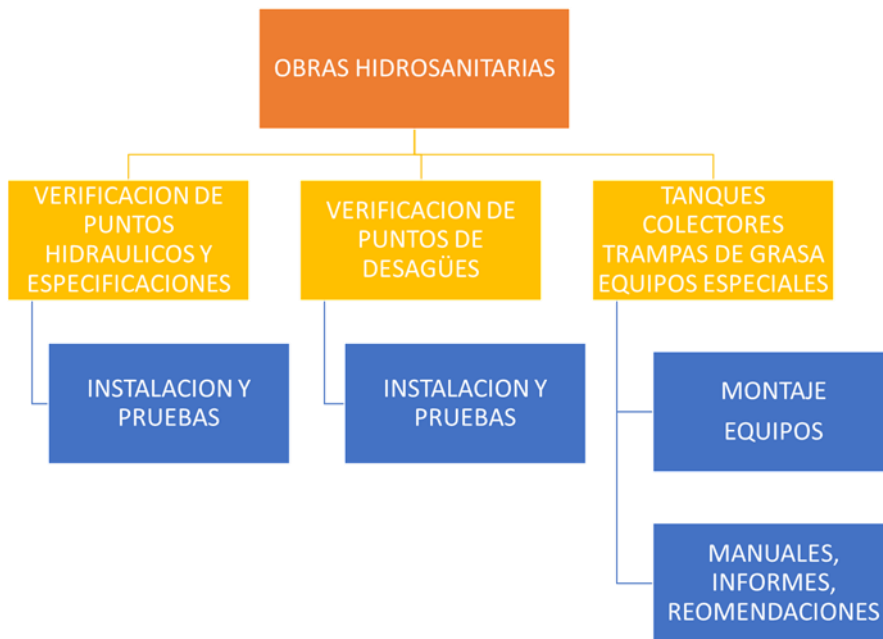 OBRAS HIDROSANITARIAS
VERIFICACION DE
PUNTOS
HIDRAULICOS Y
ESPECIFICACIONES
VERIFICACION DE
PUNTOS DE
DESAGÜES
TANQUES
COLECTORES
TRAMPAS DE GRASA
EQUIPOS ESPECIALES
INSTALACION Y
PRUEBAS
INSTALACION Y
PRUEBAS
MONTAJE
EQUIPOS
MANUALES,
INFORMES,
REOMENDACIONES